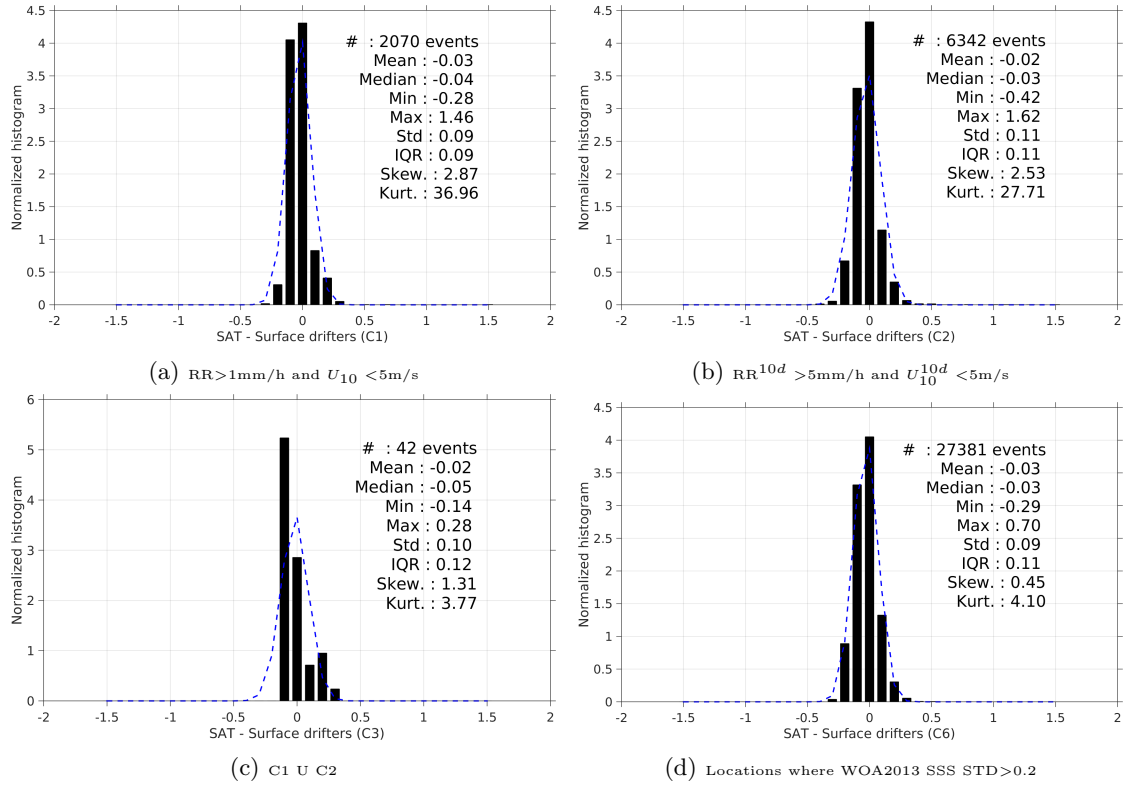 4.5
4
3.5
3
2.5
2
1.5
1
0.5
0
Normalized histogram
# : 2070 events
Mean : -0.03
Median : -0.04
Min : -0.28
Max : 1.46
Std : 0.09
IQR : 0.09
Skew. : 2.87
Kurt. : 36.96
-2 -1.5 -1 -0.5 0 0.5 1 1.5 2
SAT - Surface drifters (C1)
(a) RR>1mm/h and U10 <5m/s
4.5
4
3.5
3
2.5
2
1.5
1
0.5
0
Normalized histogram
# : 6342 events
Mean : -0.02
Median : -0.03
Min : -0.42
Max : 1.62
Std : 0.11
IQR : 0.11
Skew. : 2.53
Kurt. : 27.71
-2 -1.5 -1 -0.5 0 0.5 1 1.5 2
SAT - Surface drifters (C2)
(b) RR10d >5mm/h and U10 10d <5m/s
6
5
4
3
2
1
0
Normalized histogram
# : 42 events
Mean : -0.02
Median : -0.05
Min : -0.14
Max : 0.28
Std : 0.10
IQR : 0.12
Skew. : 1.31
Kurt. : 3.77
-2 -1.5 -1 -0.5 0 0.5 1 1.5 2
SAT - Surface drifters (C3)
(c) C1 U C2
4.5
4
3.5
3
2.5
2
1.5
1
0.5
0
Normalized histogram
# : 27381 events
Mean : -0.03
Median : -0.03
Min : -0.29
Max : 0.70
Std : 0.09
IQR : 0.11
Skew. : 0.45
Kurt. : 4.10
-2 -1.5 -1 -0.5 0 0.5 1 1.5 2
SAT - Surface drifters (C6)
(d) Locations where WOA2013 SSS STD>0.2